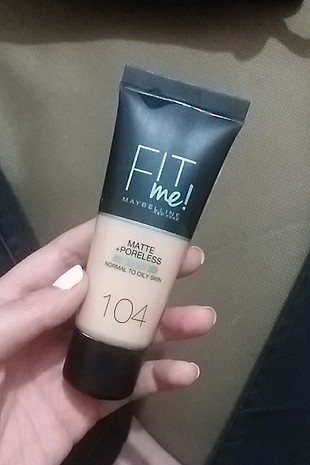 FIT
me!
MAYBELLINE
NEW YORK
MATTE
+PORELESS
NORMAL TO OILY SKIN
104